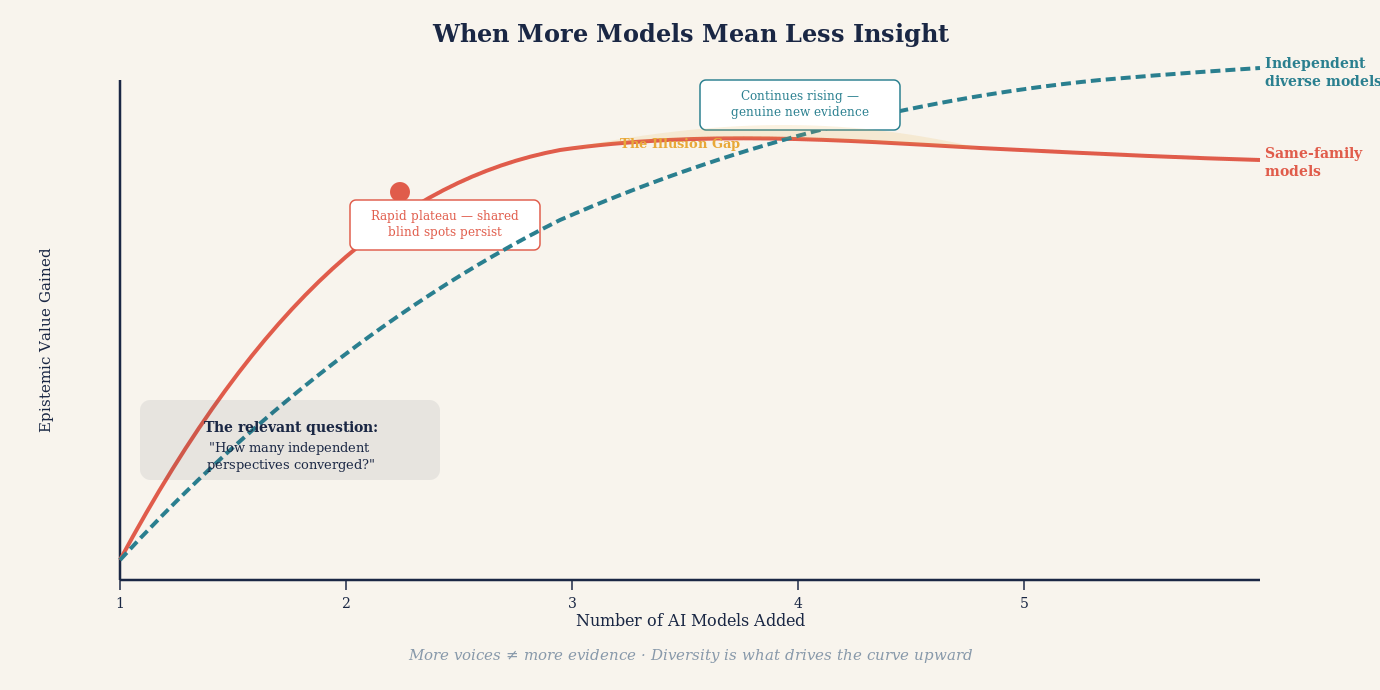 When More Models Mean Less Insight
Independent
diverse models
Continues rising —
genuine new evidence
The Illusion Gap
Same-family
models
Rapid plateau — shared
blind spots persist
Epistemic Value Gained
The relevant question:
"How many independent
perspectives converged?"
1 2 3 4 5
Number of AI Models Added
More voices ≠ more evidence · Diversity is what drives the curve upward